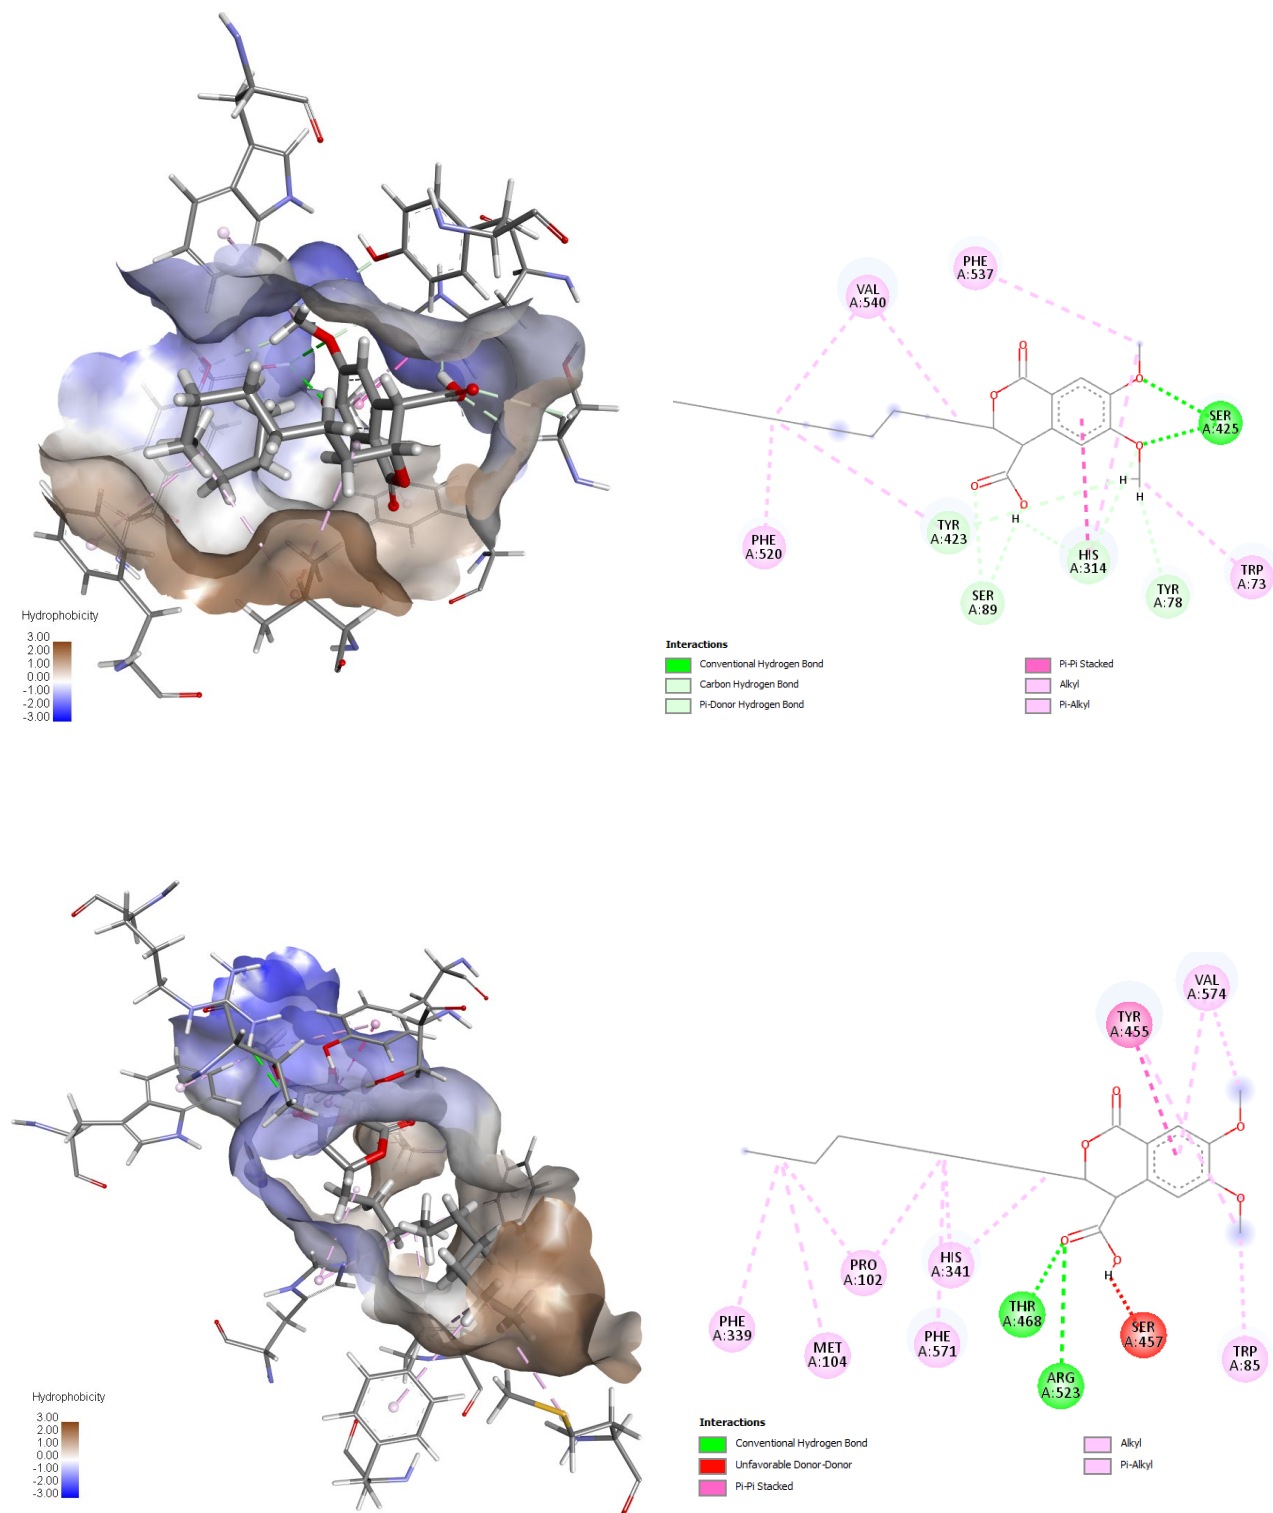 PHE
A:537
VAL
A:540
SER
A:425
PHE
A:520
TYR
A:423
HIS
A:314
SER
A:89
TYR
A:78
TRP
A:73
Hydrophobicity
3.00
2.00
1.00
0.00
-1.00
-2.00
-3.00
Interactions
Conventional Hydrogen Bond
Carbon Hydrogen Bond
Pi-Donor Hydrogen Bond
Pi-Pi Stacked
Alkyl
Pi-Alkyl
O
O
O
O
O
O
H
H
H
VAL
A:574
TYR
A:455
PRO
A:102
HIS
A:341
THR
A:468
SER
A:457
PHE
A:339
MET
A:104
PHE
A:571
ARG
A:523
TRP
A:85
O
O
O
O
O
O
H
Hydrophobicity
3.00
2.00
1.00
0.00
-1.00
-2.00
-3.00
Interactions
Conventional Hydrogen Bond
Unfavorable Donor-Donor
Pi-Pi Stacked
Alkyl
Pi-Alkyl